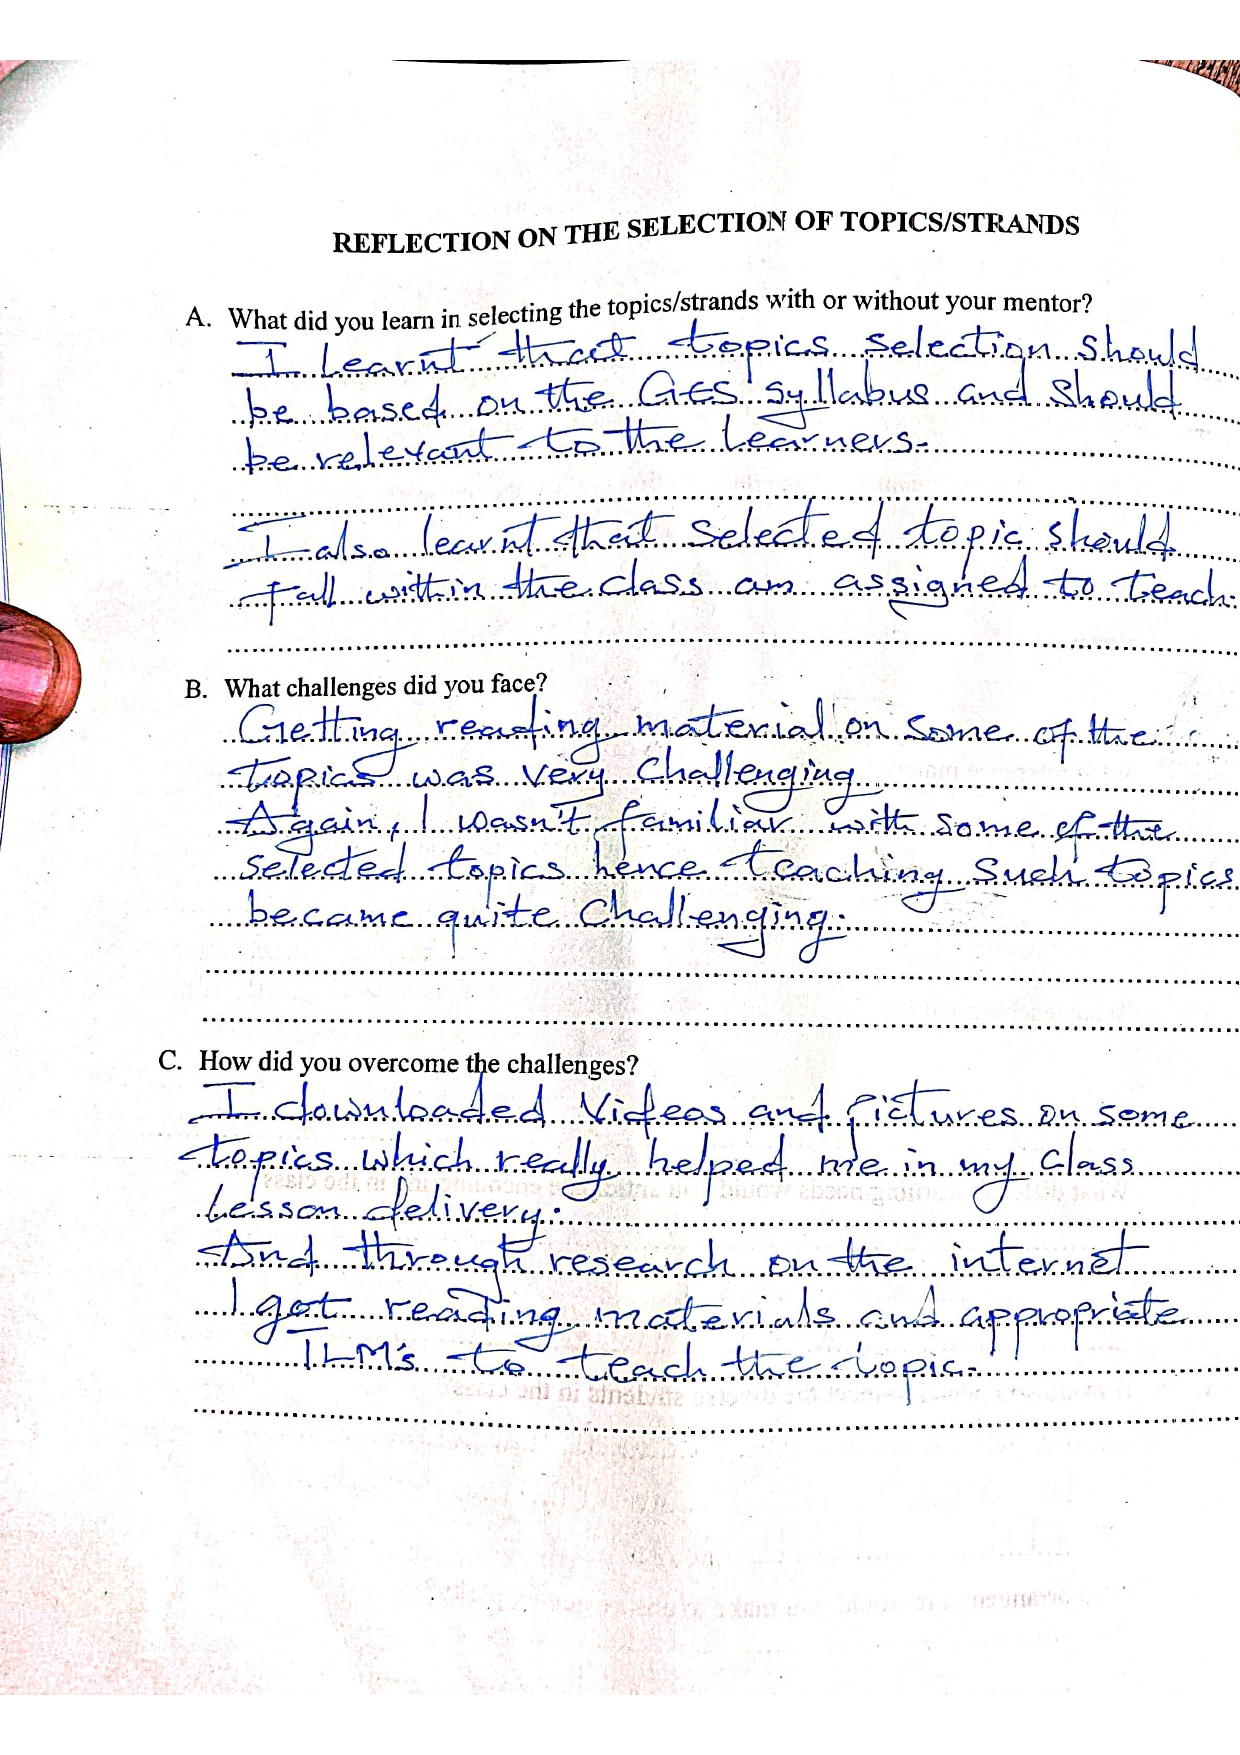 REFLECTION ON THE SELECTION OF TOPICS/STRANDS
A. What did you learn in selecting the topics/strands with or without your mentor?
I learnt that topics selection should
be based on the GES syllabus and should
be relevant to the learners.
I also learnt that selected topic should
fall within the class am assigned to teach.
B. What challenges did you face?
Getting reading material on some of the
topics was very challenging
Again, I wasn't familiar with some of the
selected topics hence teaching such topics
became quite challenging.
C. How did you overcome the challenges?
I downloaded videos and pictures on some
topics which really helped me in my class
lesson delivery.
And through research on the internet
I got reading materials and appropriate
TLM's to teach the topic.